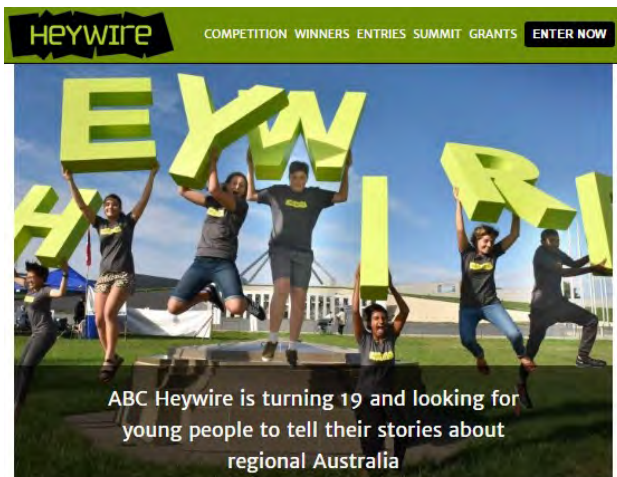 HEYWIRE
COMPETITION WINNERS ENTRIES SUMMIT GRANTS ENTER NOW
HEYWIR
ABC Heywire is turning 19 and looking for
young people to tell their stories about
regional Australia